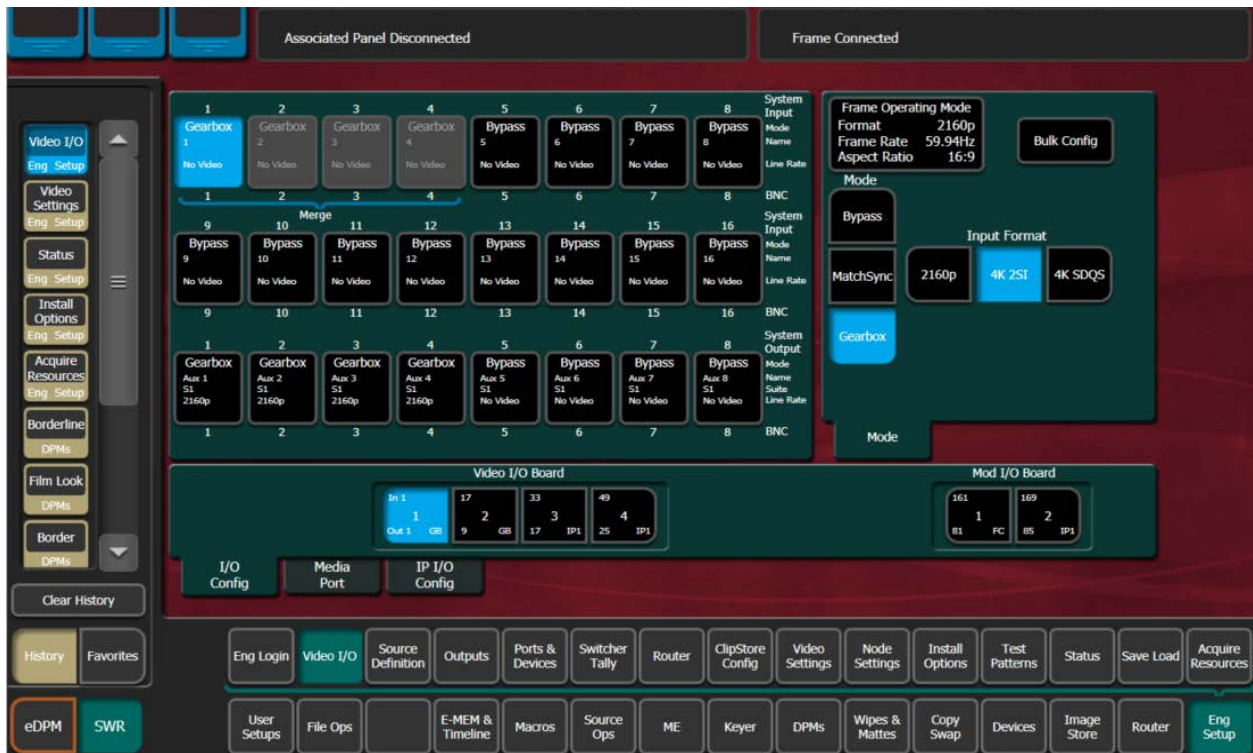 Associated Panel Disconnected
Frame Connected
Video I/O
Eng Setup
Video
Settings
Eng Setup
Status
Eng Setup
Install
Options
Eng Setup
Acquire
Resources
Eng Setup
Borderline
DPMs
Film Look
DPMs
Border
DPMs
Clear History
History Favorites
eDPM SWR
1 2 3 4 5 6 7 8 System Input
Gearbox Gearbox Gearbox Gearbox Bypass Bypass Bypass Bypass Mode
1 2 3 4 5 6 7 8 Name
No Video No Video No Video No Video No Video No Video No Video No Video Line Rate
1 2 3 4 5 6 7 8 BNC
Merge
9 10 11 12 13 14 15 16 System Input
Bypass Bypass Bypass Bypass Bypass Bypass Bypass Bypass Mode
9 10 11 12 13 14 15 16 Name
No Video No Video No Video No Video No Video No Video No Video No Video Line Rate
9 10 11 12 13 14 15 16 BNC
1 2 3 4 5 6 7 8 System Output
Gearbox Gearbox Gearbox Gearbox Bypass Bypass Bypass Bypass Mode
Aux 1 Aux 2 Aux 3 Aux 4 Aux 5 Aux 6 Aux 7 Aux 8 Name
S1 S1 S1 S1 S1 S1 S1 S1 Suite
2160p 2160p 2160p 2160p No Video No Video No Video No Video Line Rate
1 2 3 4 5 6 7 8 BNC
Frame Operating Mode
Format 2160p
Frame Rate 59.94Hz
Aspect Ratio 16:9
Bulk Config
Mode
Bypass
MatchSync
Gearbox
Input Format
2160p 4K 2SI 4K SDQS
Mode
Video I/O Board
In 1 17 33 49
1 2 3 4
Out 1 GB 9 GB 17 IP1 25 IP1
Mod I/O Board
161 169
1 2
81 FC 85 IP1
I/O
Config
Media
Port
IP I/O
Config
Eng Login
Video I/O
Source
Definition
Outputs
Ports &
Devices
Switcher
Tally
Router
ClipStore
Config
Video
Settings
Node
Settings
Install
Options
Test
Patterns
Status
Save Load
Acquire
Resources
User
Setups
File Ops
E-MEM &
Timeline
Macros
Source
Ops
ME
Keyer
DPMs
Wipes &
Mattes
Copy
Swap
Devices
Image
Store
Router
Eng
Setup